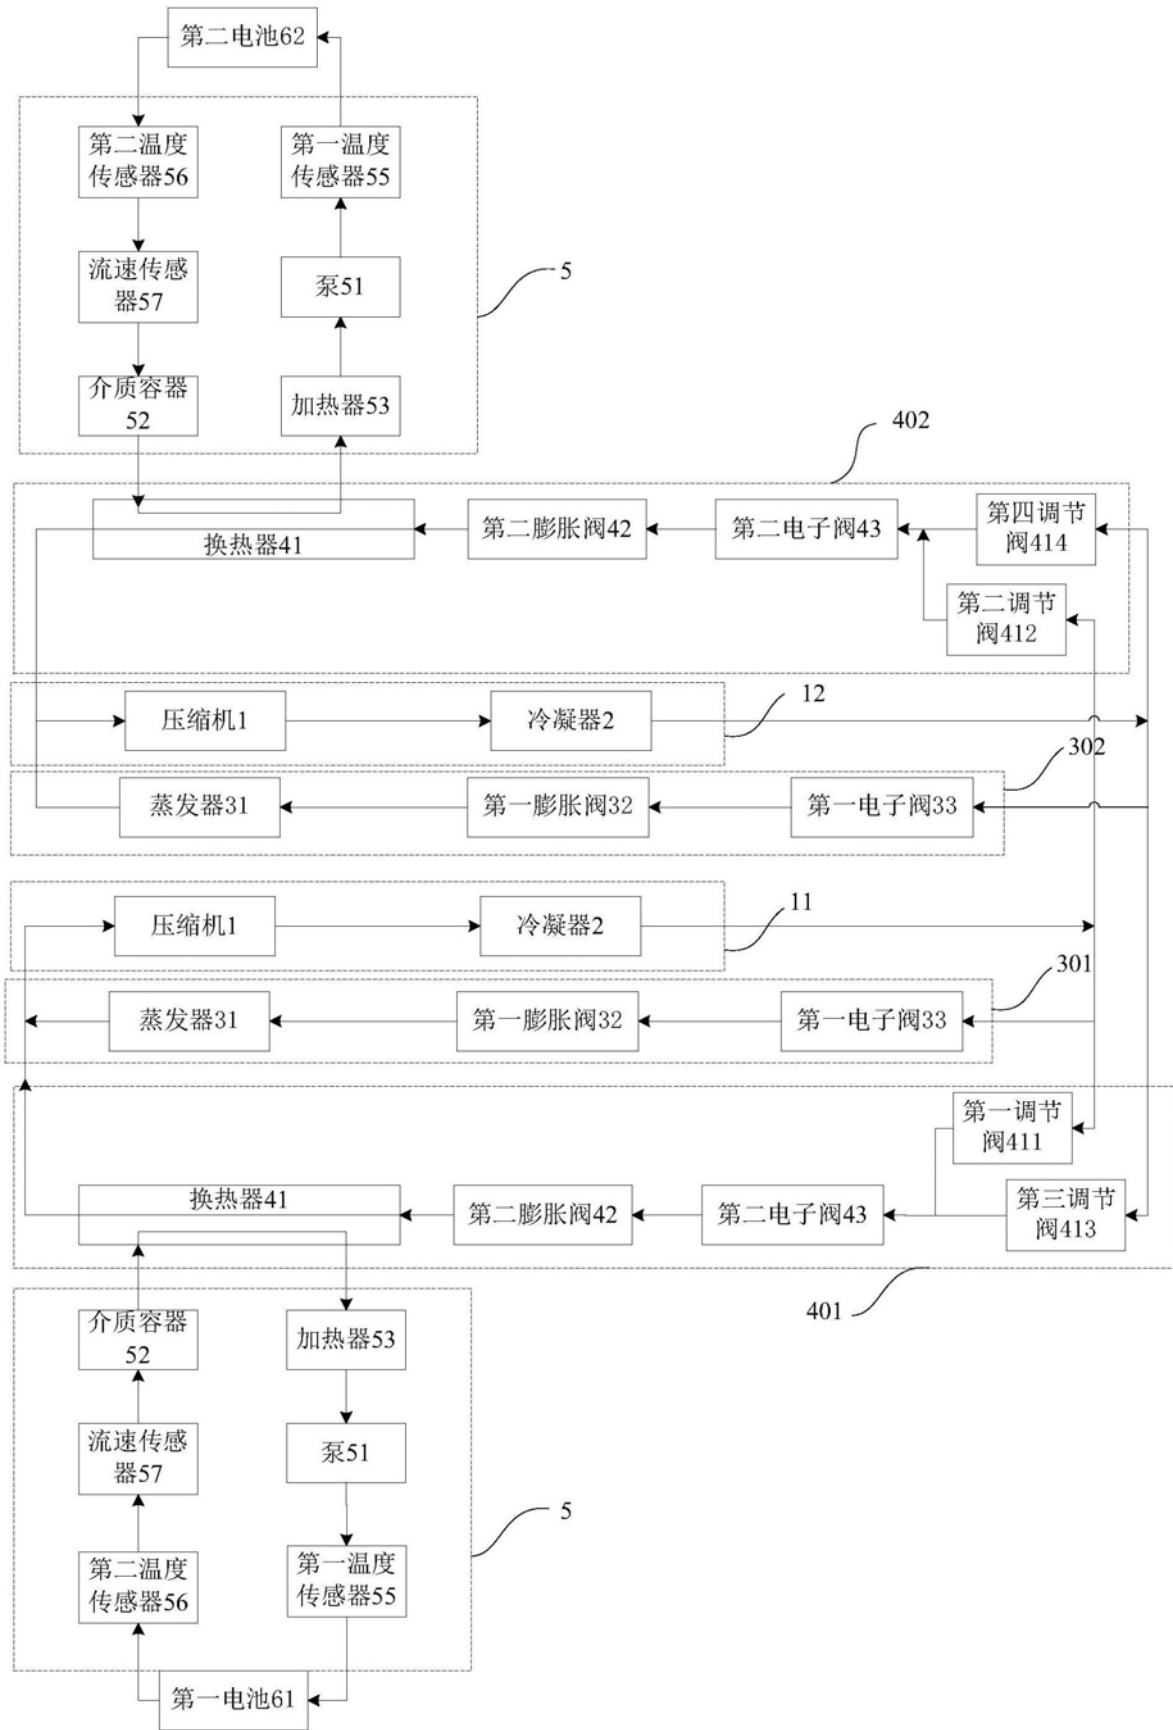 第二电池62
第二温度
传感器56
第一温度
传感器55
流速传感
器57
泵51
5
介质容器
52
加热器53
402
换热器41
第二膨胀阀42
第二电子阀43
第四调节
阀414
第二调节
阀412
压缩机1
冷凝器2
12
302
蒸发器31
第一膨胀阀32
第一电子阀33
压缩机1
冷凝器2
11
301
蒸发器31
第一膨胀阀32
第一电子阀33
第一调节
阀411
换热器41
第二膨胀阀42
第二电子阀43
第三调节
阀413
401
介质容器
52
加热器53
流速传感
器57
泵51
5
第二温度
传感器56
第一温度
传感器55
第一电池61